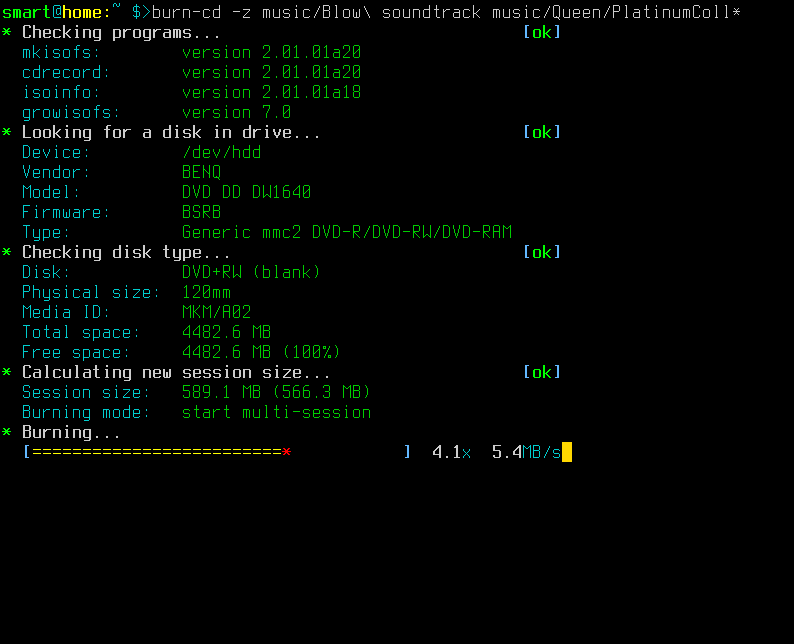 smart@home:~ $>burn-cd -z music/Blow\ soundtrack music/Queen/PlatinumColl*
* Checking programs... [ok]
mkisofs: version 2.01.01a20
cdrecord: version 2.01.01a20
isoinfo: version 2.01.01a18
growisofs: version 7.0
* Looking for a disk in drive... [ok]
Device: /dev/hdd
Vendor: BENQ
Model: DVD DD DW1640
Firmware: BSRB
Type: Generic mmc2 DVD-R/DVD-RW/DVD-RAM
* Checking disk type... [ok]
Disk: DVD+RW (blank)
Physical size: 120mm
Media ID: MKM/A02
Total space: 4482.6 MB
Free space: 4482.6 MB (100%)
* Calculating new session size... [ok]
Session size: 589.1 MB (566.3 MB)
Burning mode: start multi-session
* Burning...
[=========================* ] 4.1x 5.4MB/s